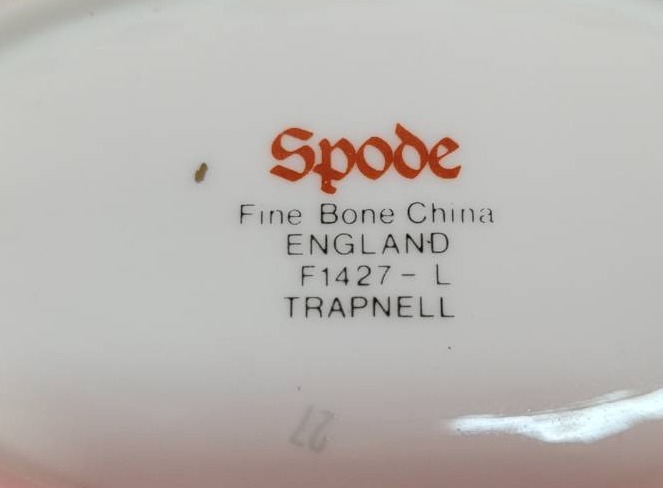 Spode
Fine Bone China
ENGLAND
F1427 - L
TRAPNELL
27